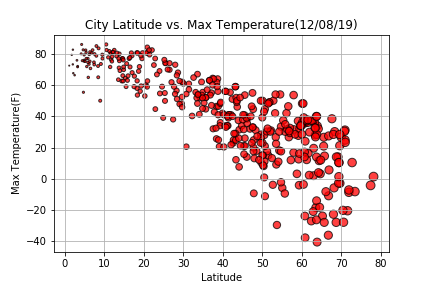 City Latitude vs. Max Temperature(12/08/19)
80
60
40
20
0
−20
−40
Max Temperature(F)
0 10 20 30 40 50 60 70 80
Latitude